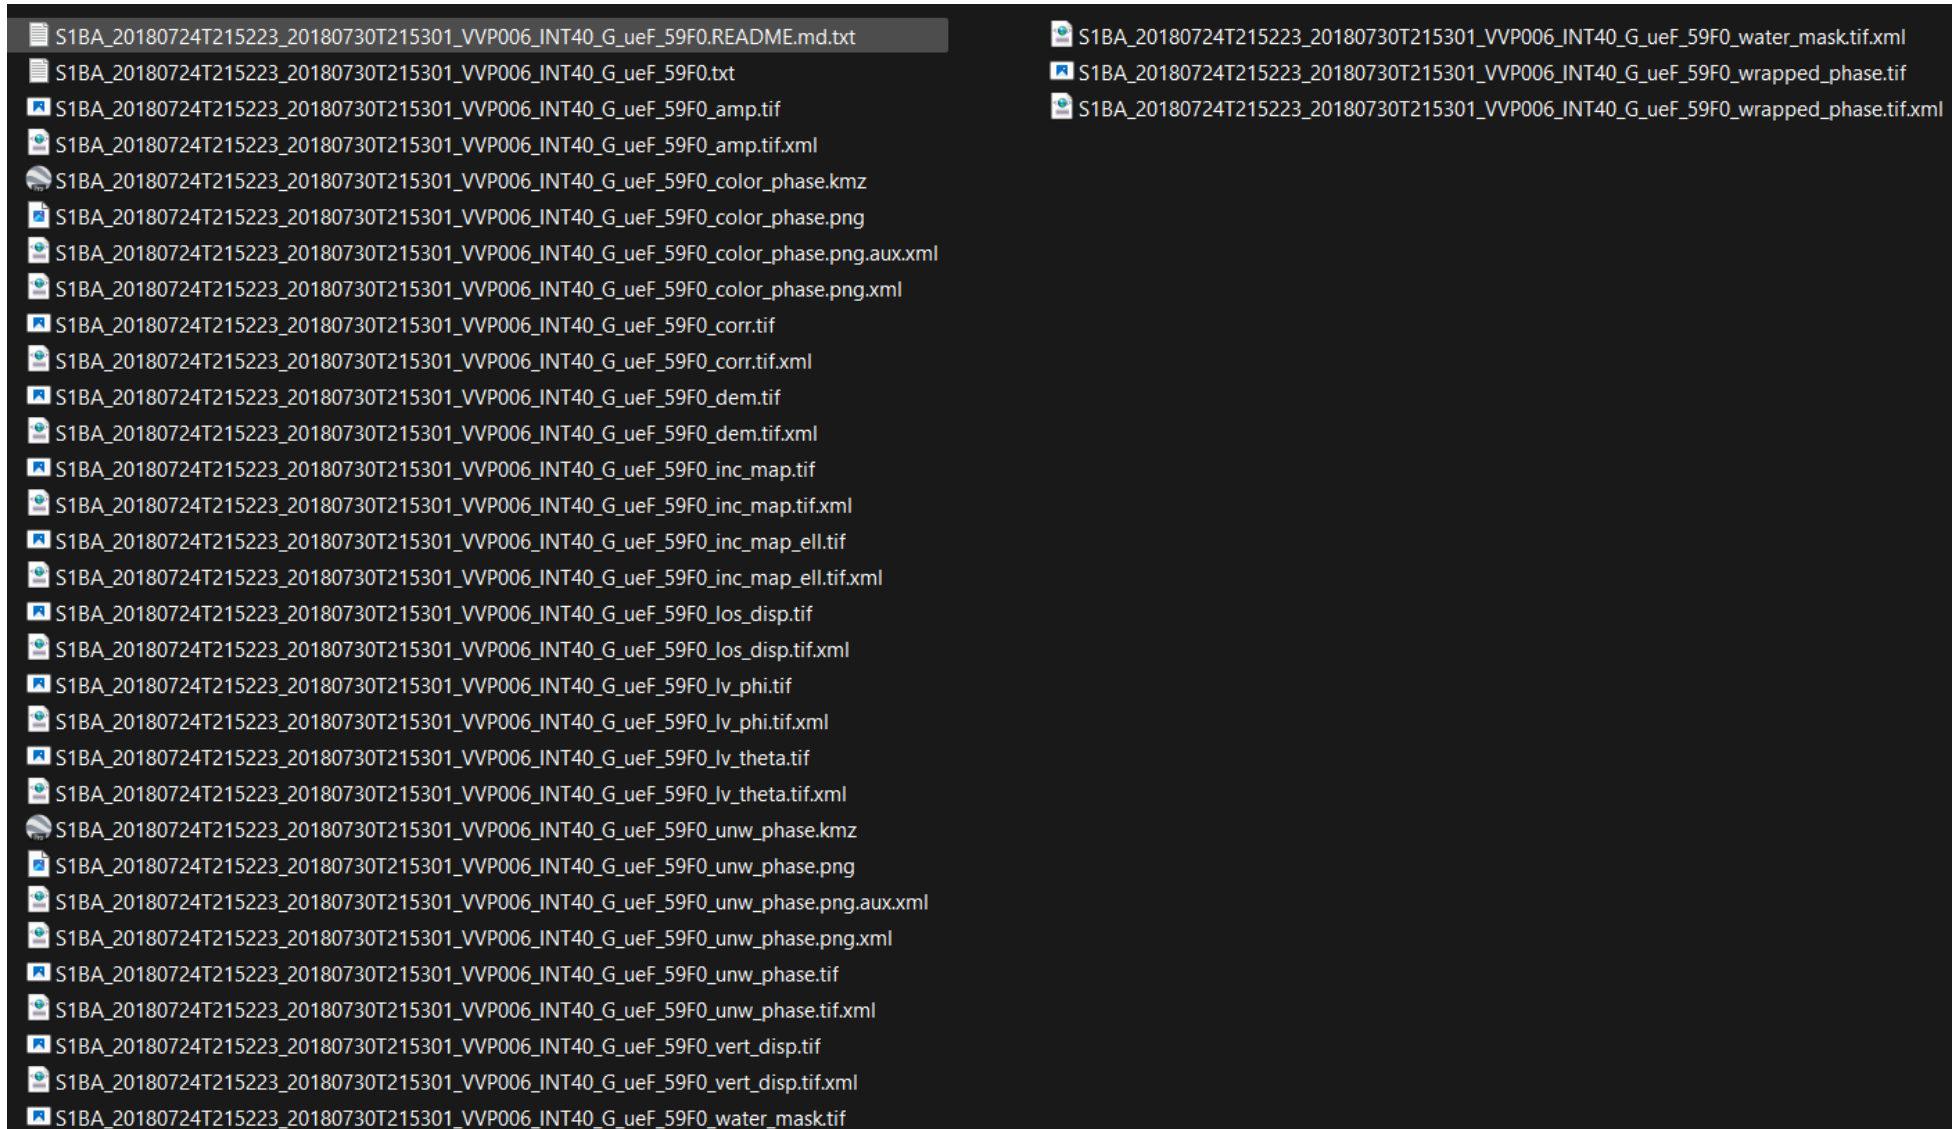 S1BA_20180724T215223_20180730T215301_VVP006_INT40_G_ueF_59F0.README.md.txt
S1BA_20180724T215223_20180730T215301_VVP006_INT40_G_ueF_59F0.txt
S1BA_20180724T215223_20180730T215301_VVP006_INT40_G_ueF_59F0_amp.tif
S1BA_20180724T215223_20180730T215301_VVP006_INT40_G_ueF_59F0_amp.tif.xml
S1BA_20180724T215223_20180730T215301_VVP006_INT40_G_ueF_59F0_color_phase.kmz
S1BA_20180724T215223_20180730T215301_VVP006_INT40_G_ueF_59F0_color_phase.png
S1BA_20180724T215223_20180730T215301_VVP006_INT40_G_ueF_59F0_color_phase.png.aux.xml
S1BA_20180724T215223_20180730T215301_VVP006_INT40_G_ueF_59F0_color_phase.png.xml
S1BA_20180724T215223_20180730T215301_VVP006_INT40_G_ueF_59F0_corr.tif
S1BA_20180724T215223_20180730T215301_VVP006_INT40_G_ueF_59F0_corr.tif.xml
S1BA_20180724T215223_20180730T215301_VVP006_INT40_G_ueF_59F0_dem.tif
S1BA_20180724T215223_20180730T215301_VVP006_INT40_G_ueF_59F0_dem.tif.xml
S1BA_20180724T215223_20180730T215301_VVP006_INT40_G_ueF_59F0_inc_map.tif
S1BA_20180724T215223_20180730T215301_VVP006_INT40_G_ueF_59F0_inc_map.tif.xml
S1BA_20180724T215223_20180730T215301_VVP006_INT40_G_ueF_59F0_inc_map_ell.tif
S1BA_20180724T215223_20180730T215301_VVP006_INT40_G_ueF_59F0_inc_map_ell.tif.xml
S1BA_20180724T215223_20180730T215301_VVP006_INT40_G_ueF_59F0_los_disp.tif
S1BA_20180724T215223_20180730T215301_VVP006_INT40_G_ueF_59F0_los_disp.tif.xml
S1BA_20180724T215223_20180730T215301_VVP006_INT40_G_ueF_59F0_lv_phi.tif
S1BA_20180724T215223_20180730T215301_VVP006_INT40_G_ueF_59F0_lv_phi.tif.xml
S1BA_20180724T215223_20180730T215301_VVP006_INT40_G_ueF_59F0_lv_theta.tif
S1BA_20180724T215223_20180730T215301_VVP006_INT40_G_ueF_59F0_lv_theta.tif.xml
S1BA_20180724T215223_20180730T215301_VVP006_INT40_G_ueF_59F0_unw_phase.kmz
S1BA_20180724T215223_20180730T215301_VVP006_INT40_G_ueF_59F0_unw_phase.png
S1BA_20180724T215223_20180730T215301_VVP006_INT40_G_ueF_59F0_unw_phase.png.aux.xml
S1BA_20180724T215223_20180730T215301_VVP006_INT40_G_ueF_59F0_unw_phase.png.xml
S1BA_20180724T215223_20180730T215301_VVP006_INT40_G_ueF_59F0_unw_phase.tif
S1BA_20180724T215223_20180730T215301_VVP006_INT40_G_ueF_59F0_unw_phase.tif.xml
S1BA_20180724T215223_20180730T215301_VVP006_INT40_G_ueF_59F0_vert_disp.tif
S1BA_20180724T215223_20180730T215301_VVP006_INT40_G_ueF_59F0_vert_disp.tif.xml
S1BA_20180724T215223_20180730T215301_VVP006_INT40_G_ueF_59F0_water_mask.tif
S1BA_20180724T215223_20180730T215301_VVP006_INT40_G_ueF_59F0_water_mask.tif.xml
S1BA_20180724T215223_20180730T215301_VVP006_INT40_G_ueF_59F0_wrapped_phase.tif
S1BA_20180724T215223_20180730T215301_VVP006_INT40_G_ueF_59F0_wrapped_phase.tif.xml